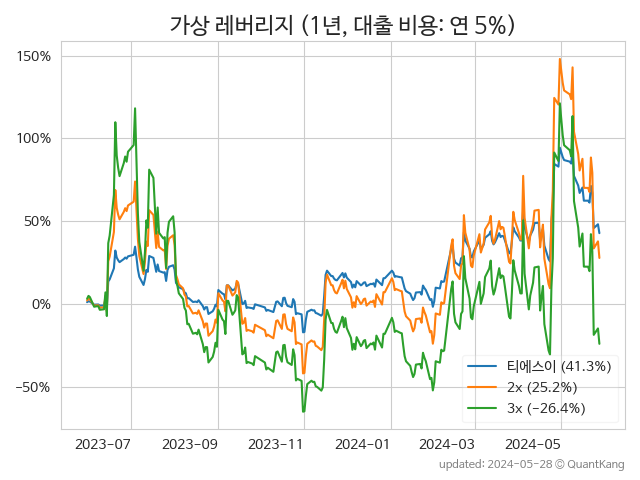 가상 레버리지 (1년, 대출 비용: 연 5%)
150%
100%
50%
0%
−50%
2023-07
2023-09
2023-11
2024-01
2024-03
2024-05
티에스이 (41.3%)
2x (25.2%)
3x (-26.4%)
updated: 2024-05-28 © QuantKang